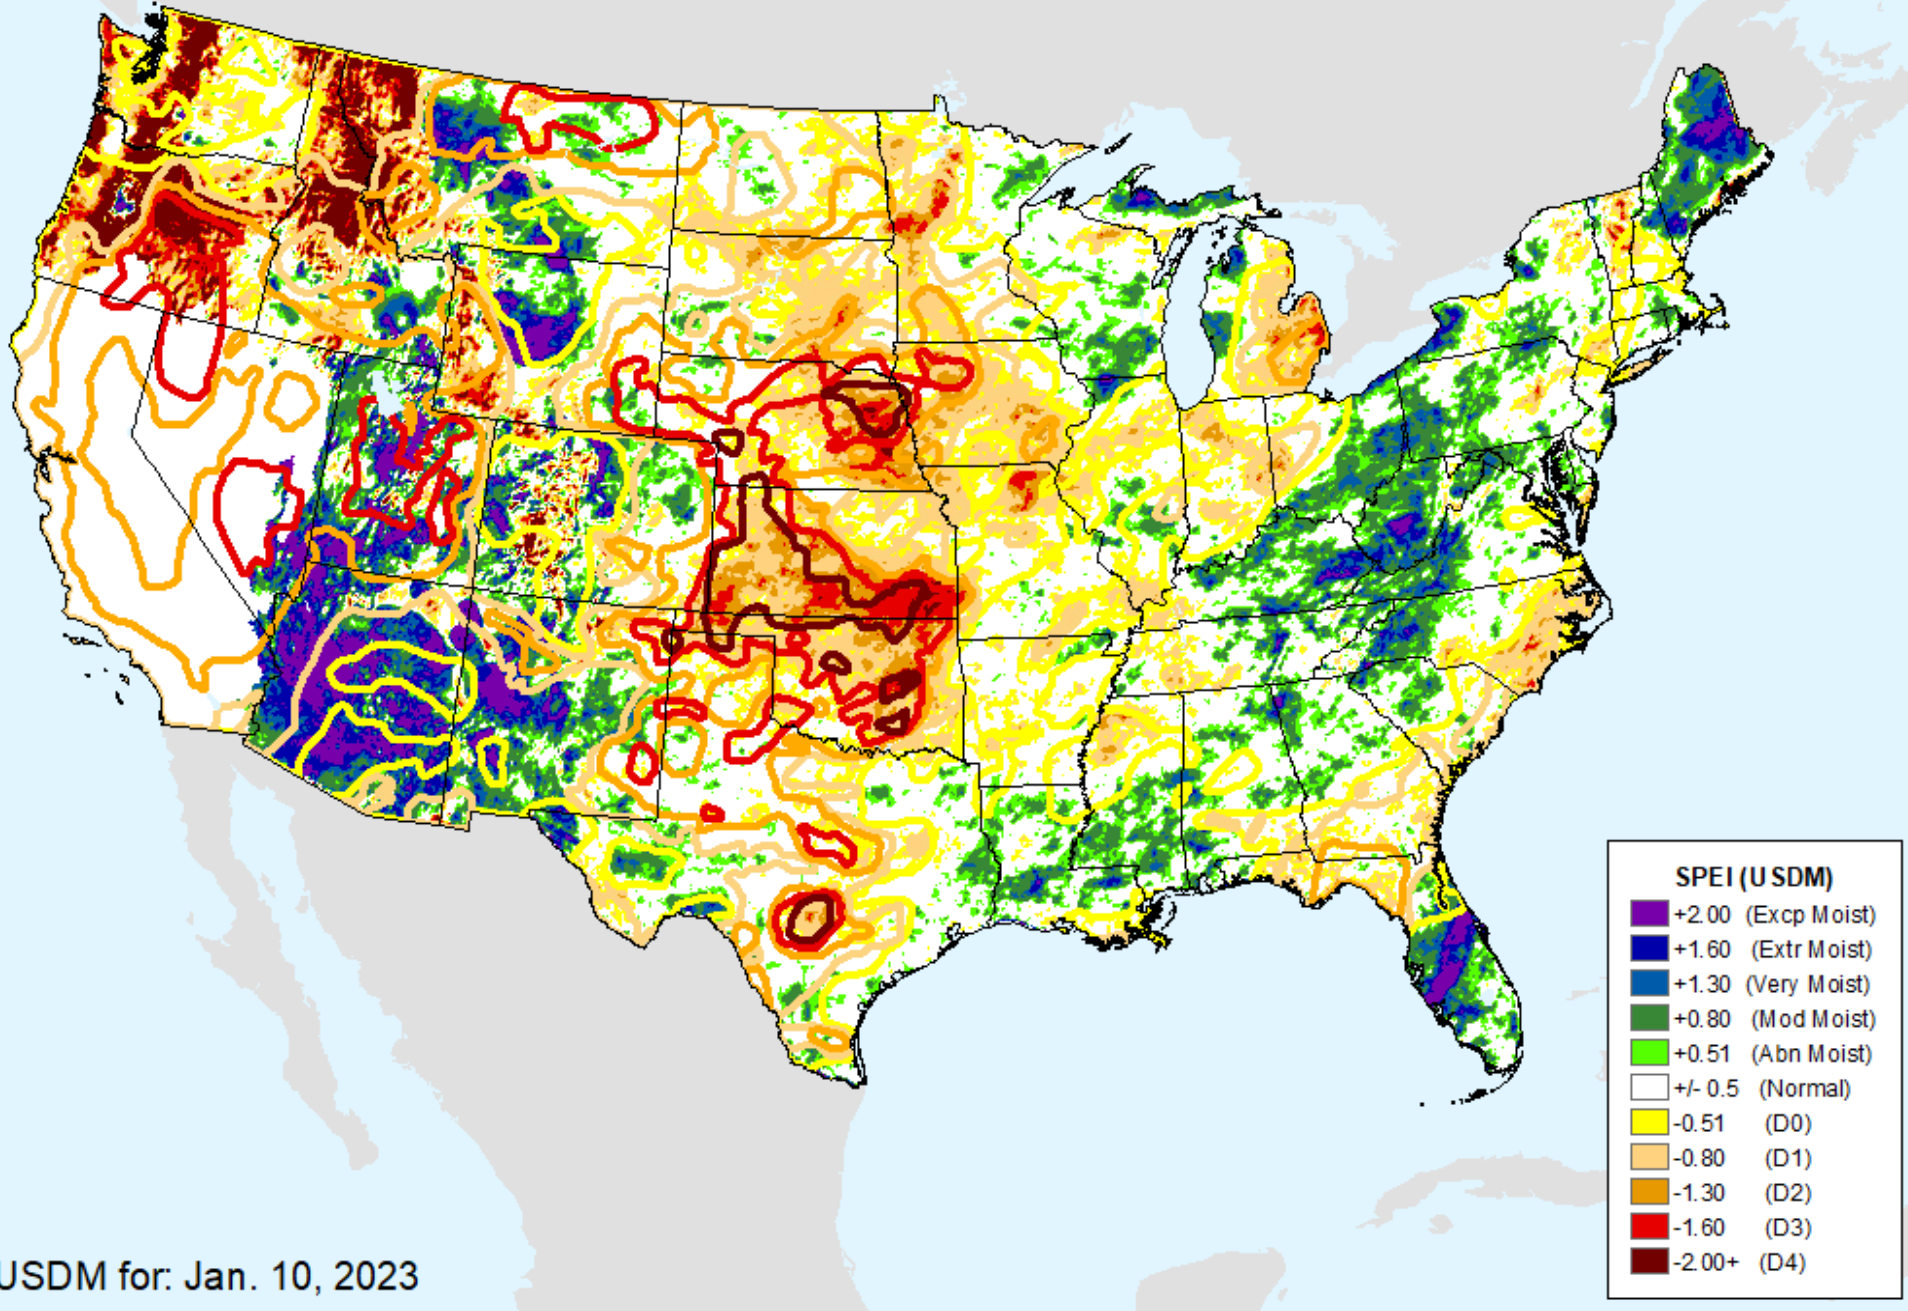 SPEI (USDM)
+2.00 (Excp Moist)
+1.60 (Extr Moist)
+1.30 (Very Moist)
+0.80 (Mod Moist)
+0.51 (Abn Moist)
+/- 0.5 (Normal)
-0.51 (D0)
-0.80 (D1)
-1.30 (D2)
-1.60 (D3)
-2.00+ (D4)
USDM for: Jan. 10, 2023